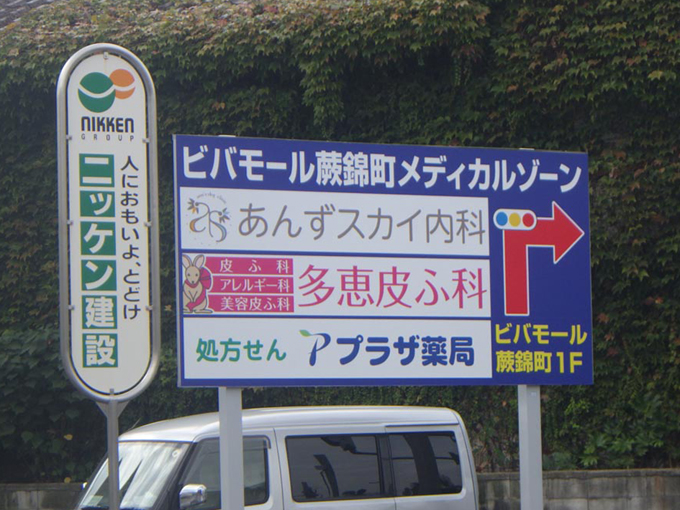 NIKKEN
GROUP
人におもいよ、とどけ
ニッケン建設
ビバモール蕨錦町メディカルゾーン
あんずスカイ内科
皮ふ科
アレルギー科
美容皮ふ科
多恵皮ふ科
処方せん
プラザ薬局
ビバモール
蕨錦町1F